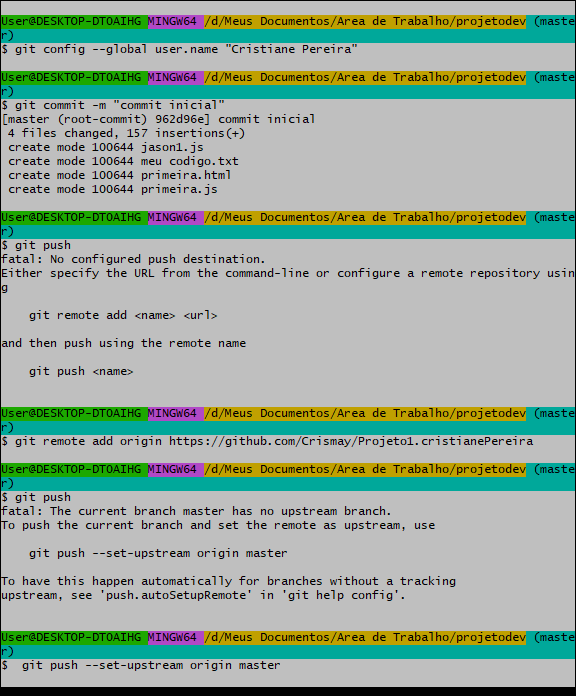 User@DESKTOP-DTOAIHG MINGW64 /d/Meus Documentos/Area de Trabalho/projetodev (maste
r)
$ git config --global user.name "Cristiane Pereira"
User@DESKTOP-DTOAIHG MINGW64 /d/Meus Documentos/Area de Trabalho/projetodev (maste
r)
$ git commit -m "commit inicial"
[master (root-commit) 962d96e] commit inicial
 4 files changed, 157 insertions(+)
 create mode 100644 jason1.js
 create mode 100644 meu codigo.txt
 create mode 100644 primeira.html
 create mode 100644 primeira.js
User@DESKTOP-DTOAIHG MINGW64 /d/Meus Documentos/Area de Trabalho/projetodev (maste
r)
$ git push
fatal: No configured push destination.
Either specify the URL from the command-line or configure a remote repository usin
g
    git remote add <name> <url>
and then push using the remote name
    git push <name>
User@DESKTOP-DTOAIHG MINGW64 /d/Meus Documentos/Area de Trabalho/projetodev (maste
r)
$ git remote add origin https://github.com/Crismay/Projeto1.cristianePereira
User@DESKTOP-DTOAIHG MINGW64 /d/Meus Documentos/Area de Trabalho/projetodev (maste
r)
$ git push
fatal: The current branch master has no upstream branch.
To push the current branch and set the remote as upstream, use
    git push --set-upstream origin master
To have this happen automatically for branches without a tracking
upstream, see 'push.autoSetupRemote' in 'git help config'.
User@DESKTOP-DTOAIHG MINGW64 /d/Meus Documentos/Area de Trabalho/projetodev (maste
r)
$  git push --set-upstream origin master